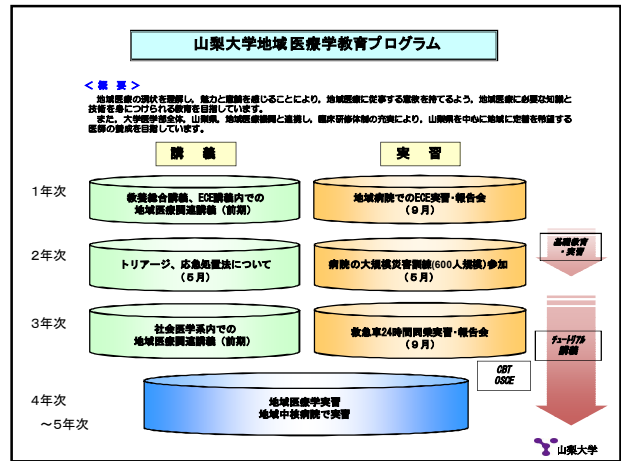 山梨大学地域医療学教育プログラム
＜概要＞
地域医療の現状を理解し，魅力と意義を感じることにより，地域医療に従事する意欲を持てるよう，地域医療に必要な知識と
技術を身につけられる教育を目指しています。
また，大学医学部全体，山梨県，地域医療機関と連携し，臨床研修体制の充実により，山梨県を中心に地域に定着を希望する
医師の養成を目指しています。
講義
実習
1年次
教養総合講義、ECE講義内での
地域医療関連講義（前期）
地域病院でのECE実習・報告会
（９月）
2年次
トリアージ、応急処置法について
（５月）
病院の大規模災害訓練(600人規模)参加
（５月）
基礎教育
・実習
3年次
社会医学系内での
地域医療関連講義（前期）
救急車24時間同乗実習・報告会
（９月）
チュートリアル
講義
CBT
OSCE
4年次
～5年次
地域医療学実習
地域中核病院で実習
山梨大学